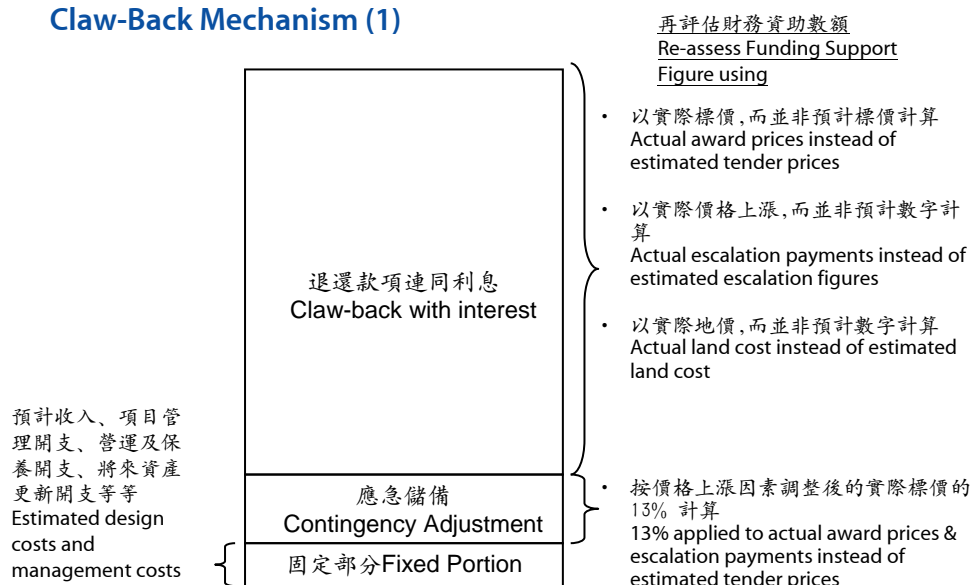 Claw-Back Mechanism (1)
再評估財務資助數額
Re-assess Funding Support
Figure using
• 以實際標價,而並非預計標價計算
Actual award prices instead of
estimated tender prices
• 以實際價格上漲,而並非預計數字計
算
Actual escalation payments instead of
estimated escalation figures
• 以實際地價,而並非預計數字計算
Actual land cost instead of estimated
land cost
退還款項連同利息
Claw-back with interest
預計收入、項目管
理開支、營運及保
養開支、將來資產
更新開支等等
Estimated design
costs and
management costs
應急儲備
Contingency Adjustment
固定部分Fixed Portion
• 按價格上漲因素調整後的實際標價的
13% 計算
13% applied to actual award prices &
escalation payments instead of
estimated tender prices